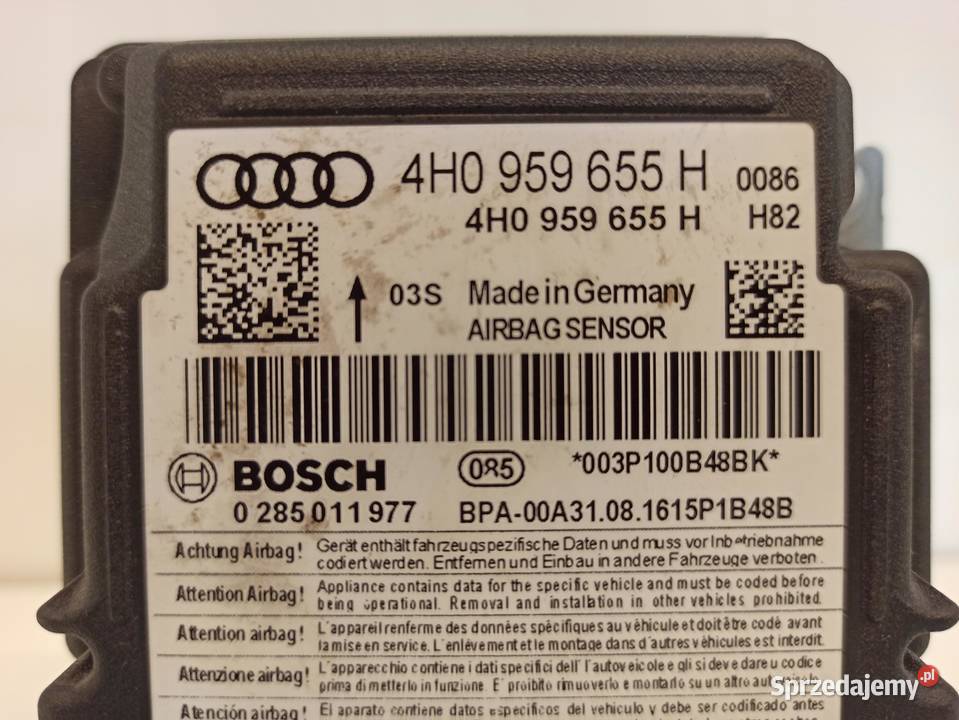 4H0 959 655 H 0086
4H0 959 655 H H82
03S Made in Germany
AIRBAG SENSOR
BOSCH 085 *003P100B48BK*
0 285 011 977 BPA-00A31.08.1615P1B48B
Achtung Airbag! Gerät enthält fahrzeugspezifische Daten und muss vor Inbetriebnahme
codiert werden. Entfernen und Einbau in andere Fahrzeuge verboten.
Attention Airbag! Appliance contains data for the specific vehicle and must be coded before
being operational. Removal and installation in other vehicles prohibited.
Attention airbag! L'appareil renferme des données spécifiques au véhicule et doit être codé avant
la mise en service. L'enlèvement et le montage dans d'autres véhicules est interdit.
Attenzione airbag! L'apparecchio contiene i dati specifici dell'autoveicolo e gli si deve dare u codice
prima di metterlo in funzione. E' proibito rimuoverlo e montarlo su un altro
Atención airbag! El aparato contiene datos específicos del vehículo y debe ser codificado antes
Sprzedajemy.pl